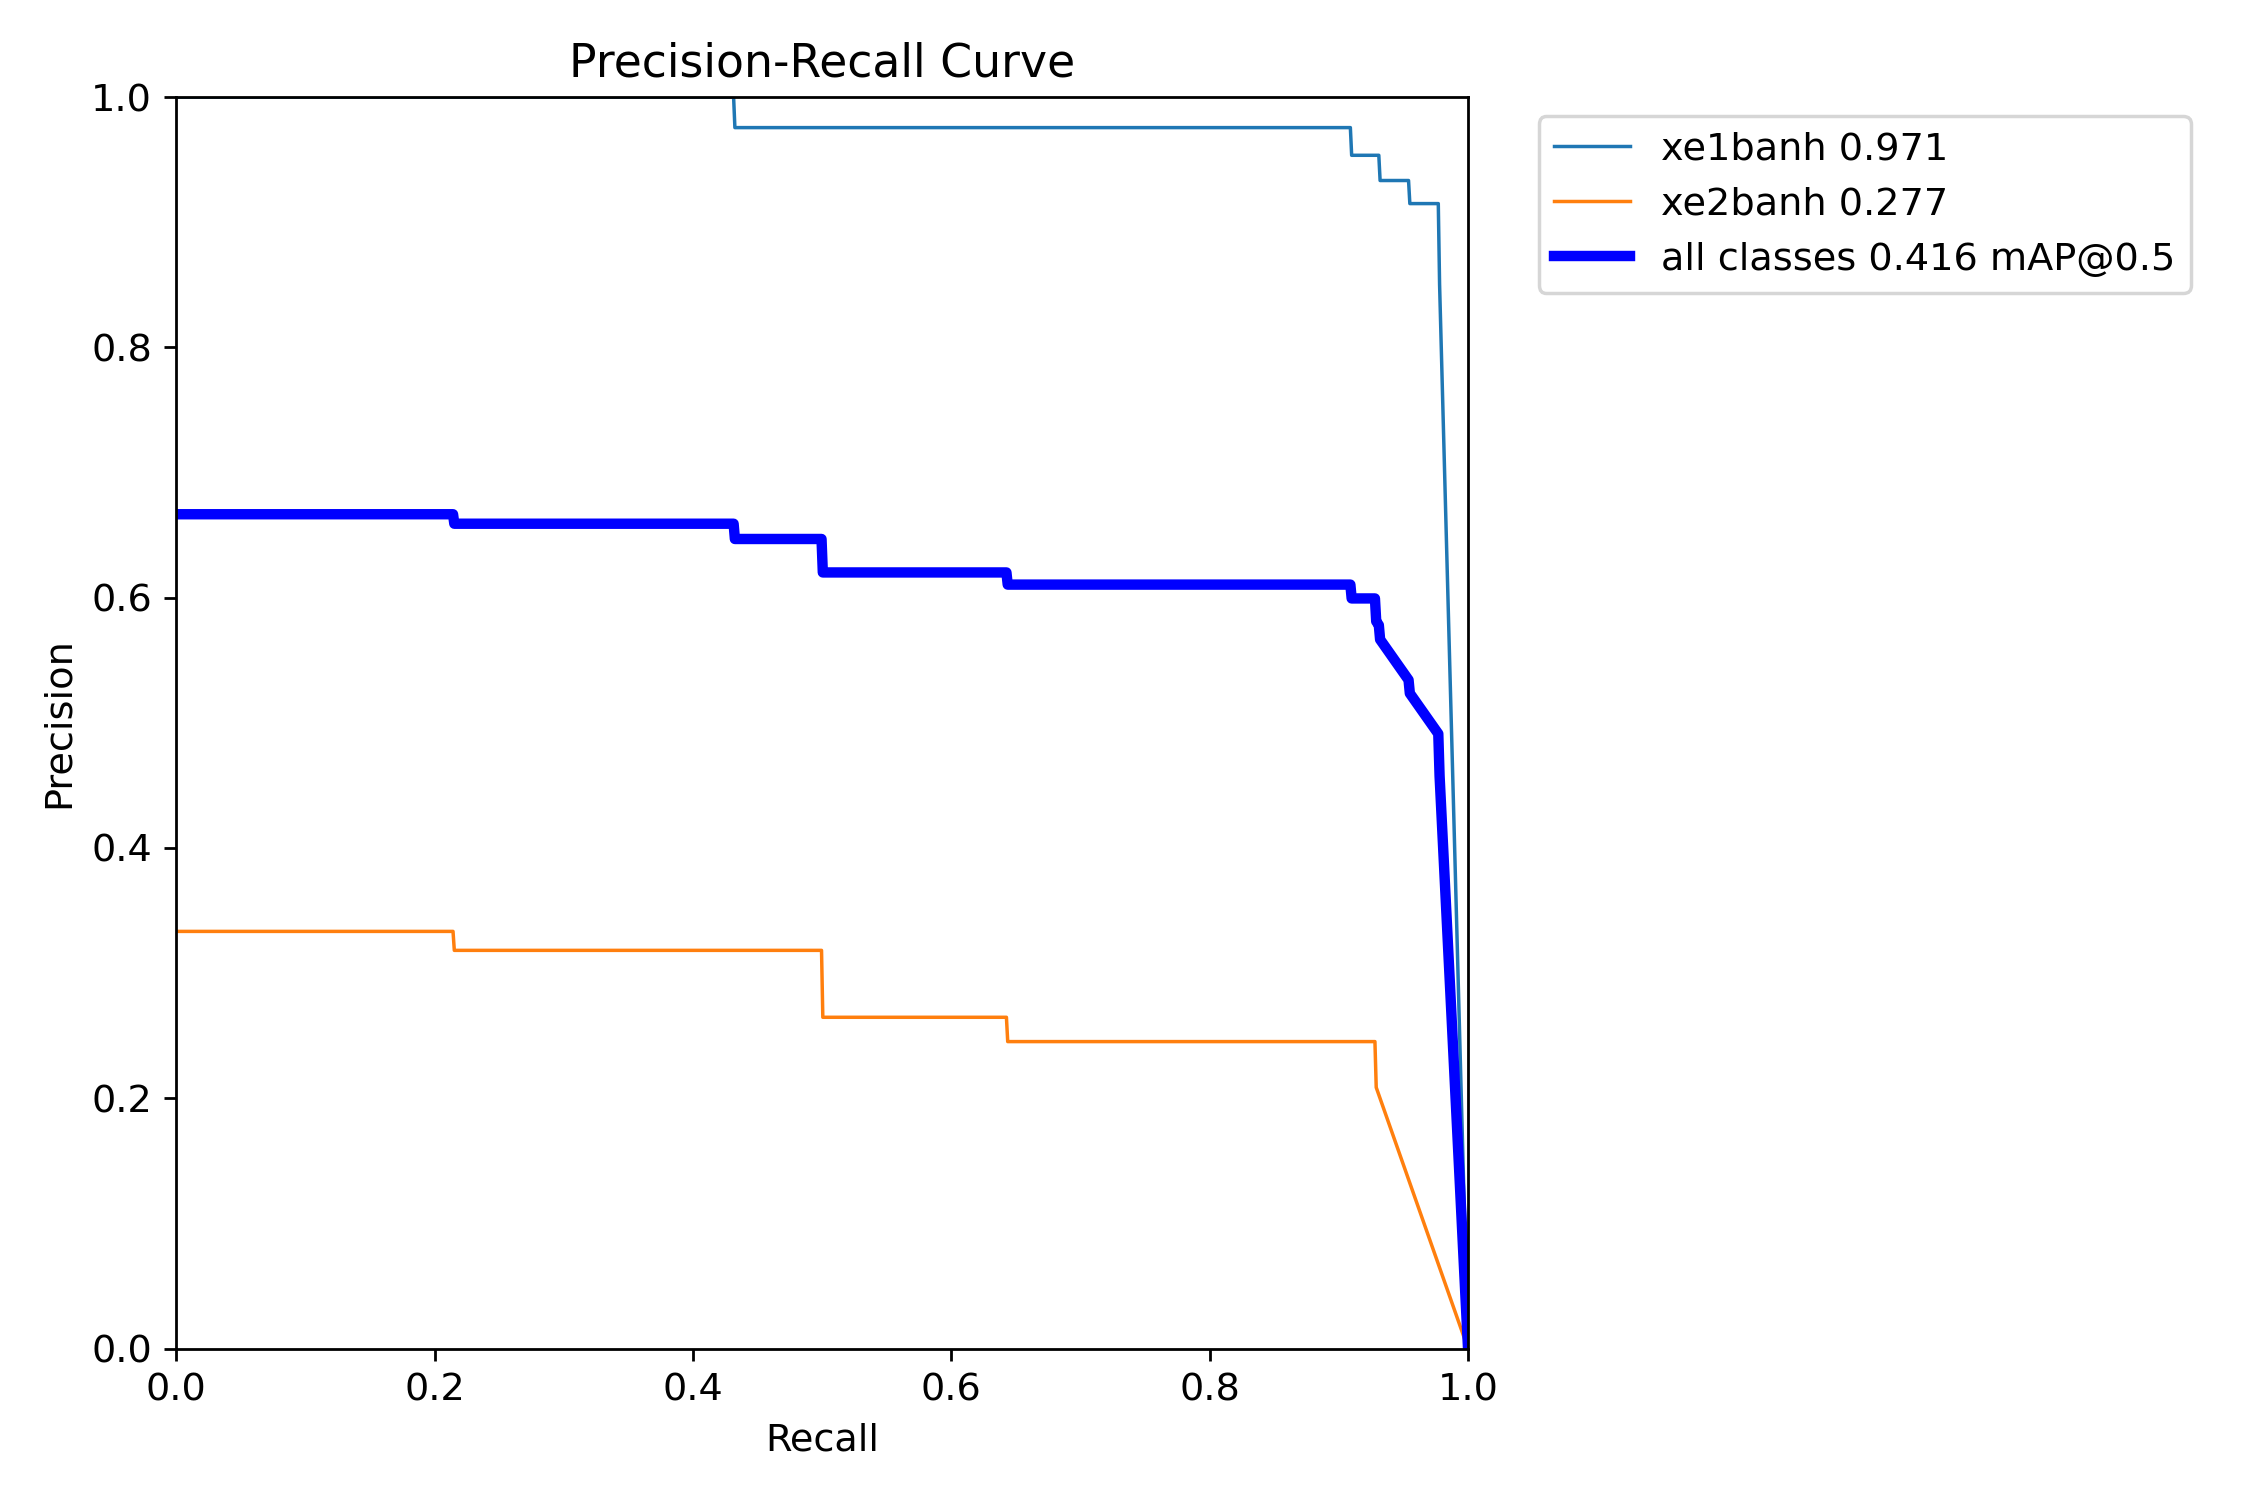 Precision-Recall Curve
1.0
0.8
0.6
0.4
0.2
0.0
Precision
0.0 0.2 0.4 0.6 0.8 1.0
Recall
xe1banh 0.971
xe2banh 0.277
all classes 0.416 mAP@0.5